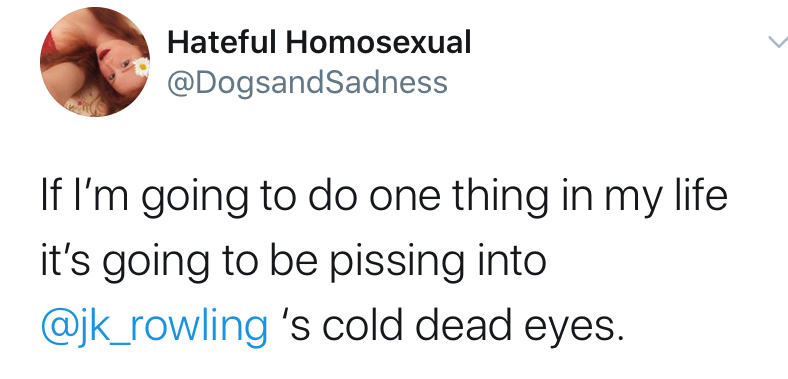 Hateful Homosexual
@DogsandSadness
If I'm going to do one thing in my life
it's going to be pissing into
@jk_rowling 's cold dead eyes.